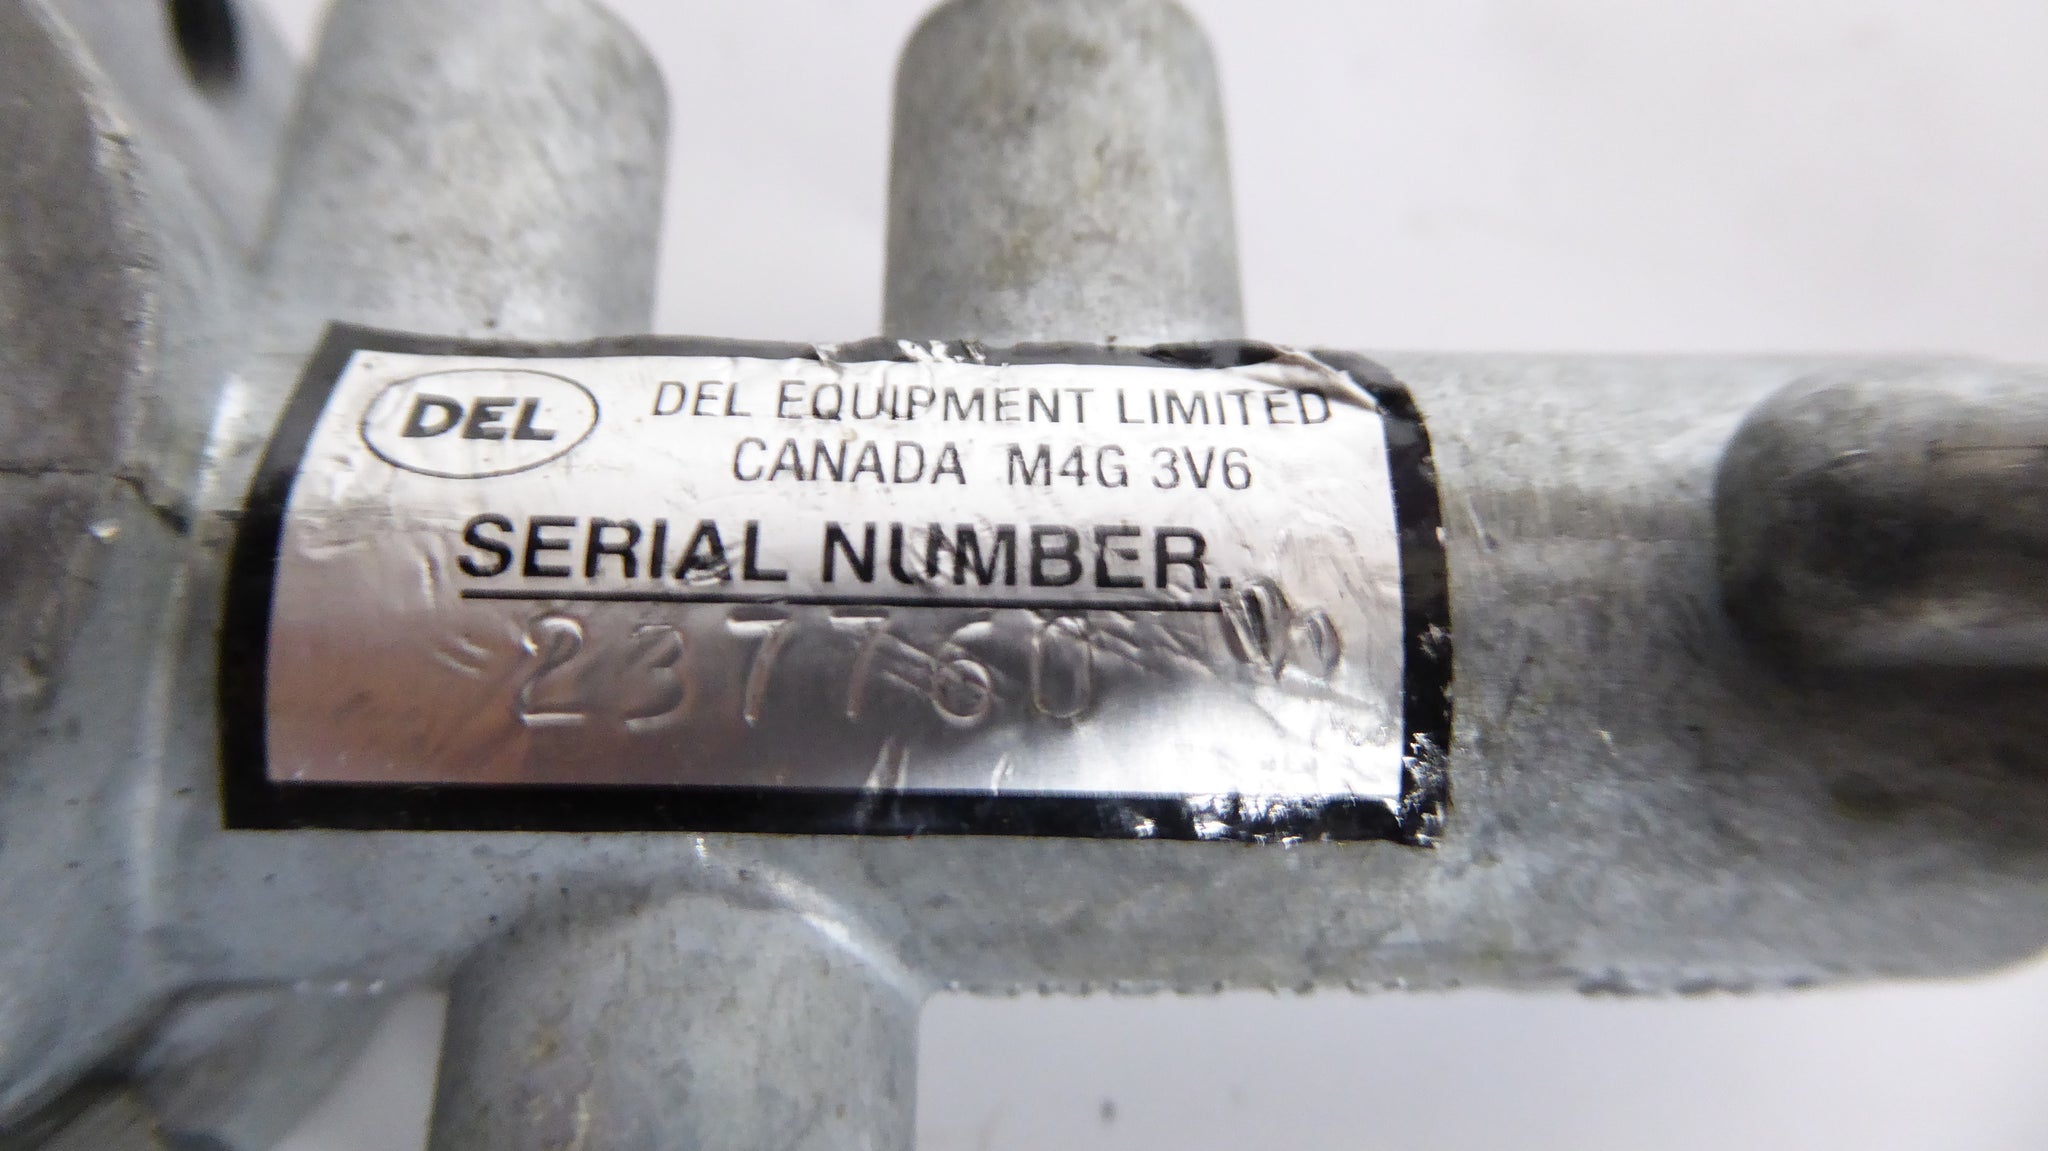 DEL
DEL EQUIPMENT LIMITED
CANADA M4G 3V6
SERIAL NUMBER.
237760